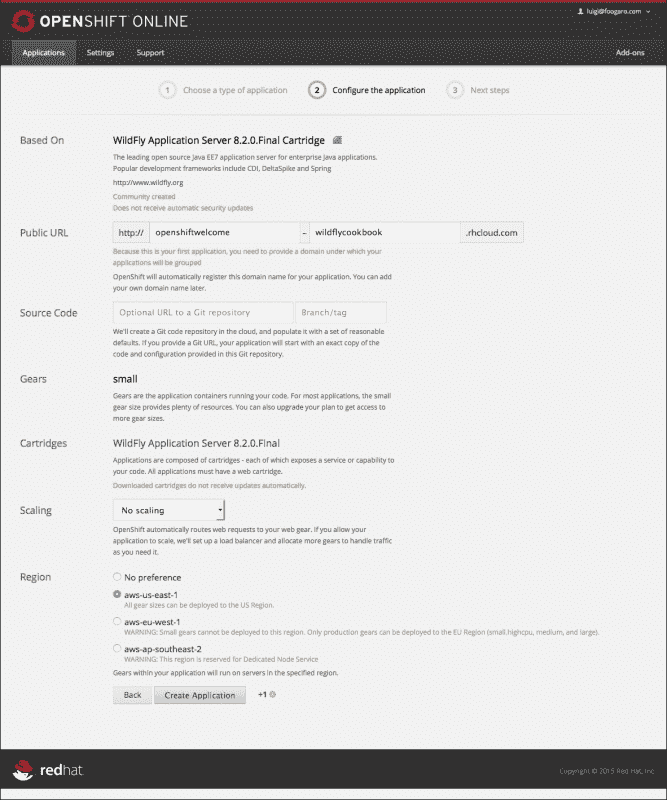 OPENSHIFT ONLINE
luigi@foogaro.com
Applications Settings Support Add-ons
1 Choose a type of application 2 Configure the application 3 Next steps
Based On WildFly Application Server 8.2.0.Final Cartridge
The leading open source Java EE7 application server for enterprise Java applications.
Popular development frameworks include CDI, DeltaSpike and Spring
http://www.wildfly.org
Community created
Does not receive automatic security updates
Public URL http:// openshiftwelcome - wildflycookbook .rhcloud.com
Because this is your first application, you need to provide a domain under which your
applications will be grouped
OpenShift will automatically register this domain name for your application. You can add
your own domain name later.
Source Code Optional URL to a Git repository Branch/tag
We'll create a Git code repository in the cloud, and populate it with a set of reasonable
defaults. If you provide a Git URL, your application will start with an exact copy of the
code and configuration provided in this Git repository.
Gears small
Gears are the application containers running your code. For most applications, the small
gear size provides plenty of resources. You can also upgrade your plan to get access to
more gear sizes.
Cartridges WildFly Application Server 8.2.0.Final
Applications are composed of cartridges - each of which exposes a service or capability to
your code. All applications must have a web cartridge.
Downloaded cartridges do not receive updates automatically.
Scaling No scaling
OpenShift automatically routes web requests to your web gear. If you allow your
application to scale, we'll set up a load balancer and allocate more gears to handle traffic
as you need it.
Region No preference
aws-us-east-1
All gear sizes can be deployed to the US Region.
aws-eu-west-1
WARNING: Small gears cannot be deployed to this region. Only production gears can be deployed to the EU Region (small.highcpu, medium, and large).
aws-ap-southeast-2
WARNING: This region is reserved for Dedicated Node Service
Gears within your application will run on servers in the specified region.
Back Create Application +1
redhat Copyright © 2015 Red Hat, Inc.